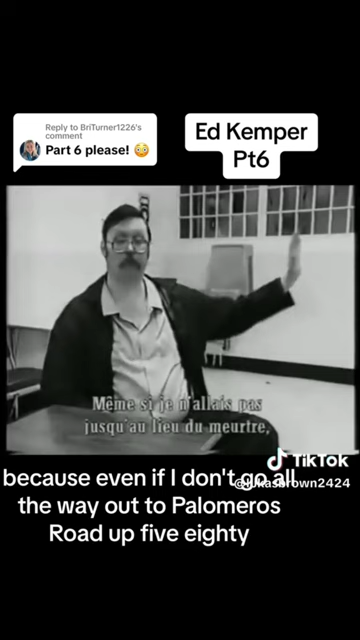 Reply to BriTurner1226's
comment
Part 6 please! 😳
Ed Kemper
Pt6
Même si je n'allais pas
jusqu'au lieu du meurtre,
because even if I don't go all
the way out to Palomeros
Road up five eighty
TikTok
@lukasbrown2424